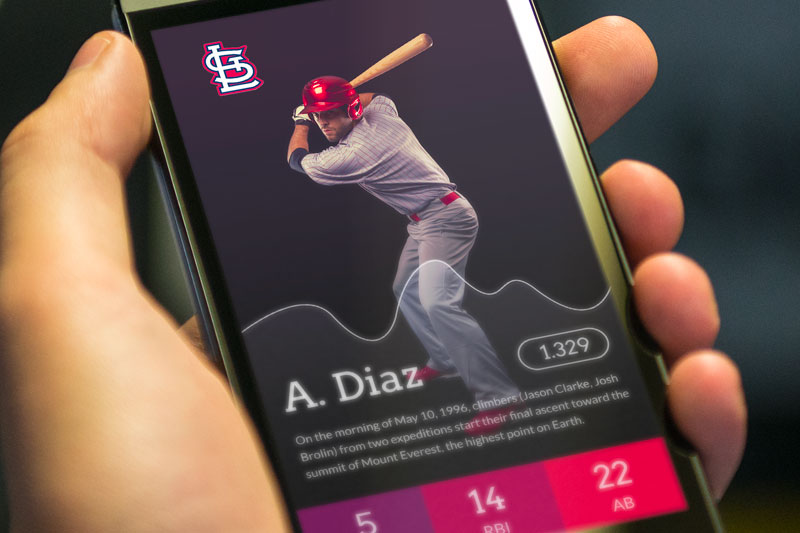 STL
A. Diaz
1.329
On the morning of May 10, 1996, climbers (Jason Clarke, Josh
Brolin) from two expeditions start their final ascent toward the
summit of Mount Everest, the highest point on Earth.
5
14
22
RBI
AB